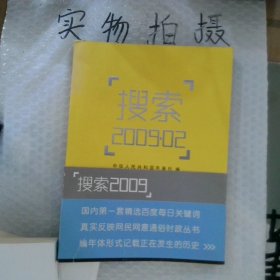 实物拍摄
搜索
2009·02
中华人民共和国年鉴社 编
搜索2009
国内第一套精选百度每日关键词
真实反映网民网意通俗时政丛书
编年体形式记载正在发生的历史 >>>